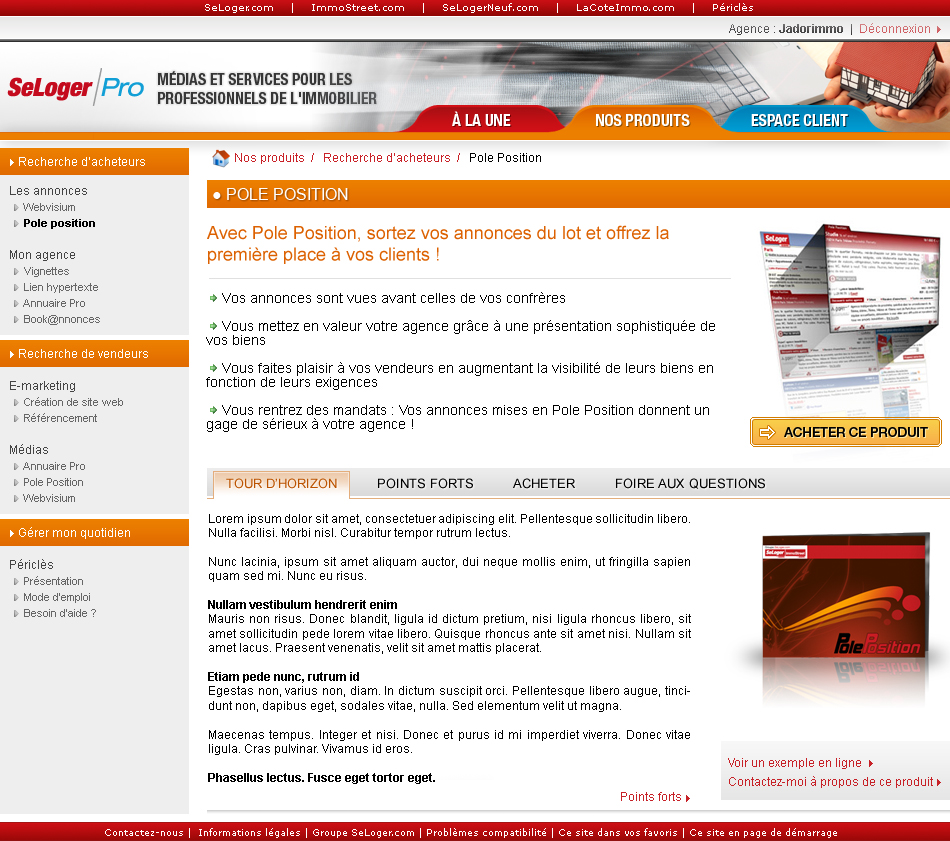 SeLoger.com | ImmoStreet.com | SeLogerNeuf.com | LaCoteImmo.com | Périclès
Agence : Jadorimmo | Déconnexion
SeLoger/Pro
MÉDIAS ET SERVICES POUR LES
PROFESSIONNELS DE L'IMMOBILIER
À LA UNE
NOS PRODUITS
ESPACE CLIENT
Recherche d'acheteurs
Les annonces
Webvisium
Pole position
Mon agence
Vignettes
Lien hypertexte
Annuaire Pro
Book@nnonces
Recherche de vendeurs
E-marketing
Création de site web
Référencement
Médias
Annuaire Pro
Pole Position
Webvisium
Gérer mon quotidien
Périclès
Présentation
Mode d'emploi
Besoin d'aide ?
Nos produits / Recherche d'acheteurs / Pole Position
● POLE POSITION
Avec Pole Position, sortez vos annonces du lot et offrez la
première place à vos clients !
Vos annonces sont vues avant celles de vos confrères
Vous mettez en valeur votre agence grâce à une présentation sophistiquée de
vos biens
Vous faites plaisir à vos vendeurs en augmentant la visibilité de leurs biens en
fonction de leurs exigences
Vous rentrez des mandats : Vos annonces mises en Pole Position donnent un
gage de sérieux à votre agence !
SeLoger
ACHETER CE PRODUIT
TOUR D'HORIZON
POINTS FORTS
ACHETER
FOIRE AUX QUESTIONS
Lorem ipsum dolor sit amet, consectetuer adipiscing elit. Pellentesque sollicitudin libero.
Nulla facilisi. Morbi nisl. Curabitur tempor rutrum lectus.
Nunc lacinia, ipsum sit amet aliquam auctor, dui neque mollis enim, ut fringilla sapien
quam sed mi. Nunc eu risus.
Nullam vestibulum hendrerit enim
Mauris non risus. Donec blandit, ligula id dictum pretium, nisi ligula rhoncus libero, sit
amet sollicitudin pede lorem vitae libero. Quisque rhoncus ante sit amet nisi. Nullam sit
amet lacus. Praesent venenatis, velit sit amet mattis placerat.
Etiam pede nunc, rutrum id
Egestas non, varius non, diam. In dictum suscipit orci. Pellentesque libero augue, tinci-
dunt non, dapibus eget, sodales vitae, nulla. Sed elementum velit ut magna.
Maecenas tempus. Integer et nisi. Donec et purus id mi imperdiet viverra. Donec vitae
ligula. Cras pulvinar. Vivamus id eros.
Phasellus lectus. Fusce eget tortor eget.
Points forts
SeLoger
PolePosition
Voir un exemple en ligne
Contactez-moi à propos de ce produit
Contactez-nous | Informations légales | Groupe SeLoger.com | Problèmes compatibilité | Ce site dans vos favoris | Ce site en page de démarrage